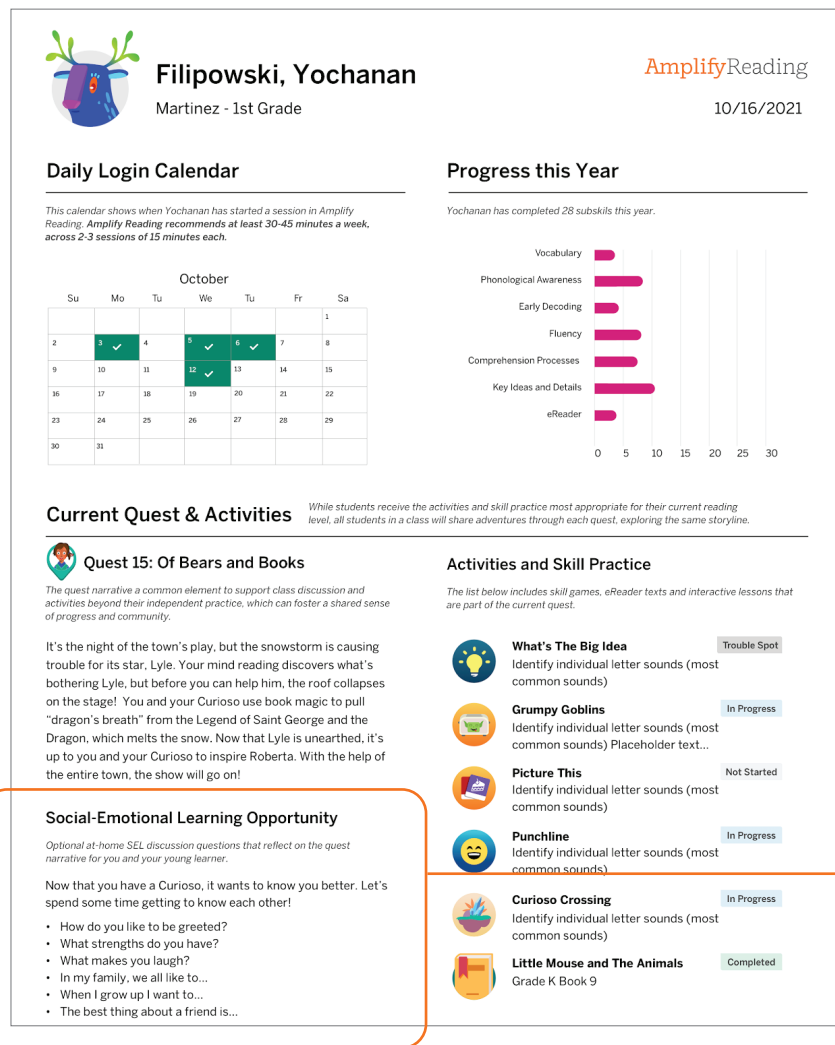 Filipowski, Yochanan
Martinez - 1st Grade
AmplifyReading
10/16/2021
Daily Login Calendar
This calendar shows when Yochanan has started a session in Amplify
Reading. Amplify Reading recommends at least 30-45 minutes a week,
across 2-3 sessions of 15 minutes each.
October
Su Mo Tu We Tu Fr Sa
1
2 3 4 5 6 7 8
9 10 11 12 13 14 15
16 17 18 19 20 21 22
23 24 25 26 27 28 29
30 31
Progress this Year
Yochanan has completed 28 subskils this year.
Vocabulary
Phonological Awareness
Early Decoding
Fluency
Comprehension Processes
Key Ideas and Details
eReader
0 5 10 15 20 25 30
Current Quest & Activities
While students receive the activities and skill practice most appropriate for their current reading
level, all students in a class will share adventures through each quest, exploring the same storyline.
Quest 15: Of Bears and Books
The quest narrative a common element to support class discussion and
activities beyond their independent practice, which can foster a shared sense
of progress and community.
It's the night of the town's play, but the snowstorm is causing
trouble for its star, Lyle. Your mind reading discovers what's
bothering Lyle, but before you can help him, the roof collapses
on the stage! You and your Curioso use book magic to pull
“dragon's breath” from the Legend of Saint George and the
Dragon, which melts the snow. Now that Lyle is unearthed, it's
up to you and your Curioso to inspire Roberta. With the help of
the entire town, the show will go on!
Social-Emotional Learning Opportunity
Optional at-home SEL discussion questions that reflect on the quest
narrative for you and your young learner.
Now that you have a Curioso, it wants to know you better. Let's
spend some time getting to know each other!
• How do you like to be greeted?
• What strengths do you have?
• What makes you laugh?
• In my family, we all like to...
• When I grow up I want to...
• The best thing about a friend is...
Activities and Skill Practice
The list below includes skill games, eReader texts and interactive lessons that
are part of the current quest.
What's The Big Idea
Trouble Spot
Identify individual letter sounds (most
common sounds)
Grumpy Goblins
In Progress
Identify individual letter sounds (most
common sounds) Placeholder text...
Picture This
Not Started
Identify individual letter sounds (most
common sounds)
Punchline
In Progress
Identify individual letter sounds (most
common sounds)
Curioso Crossing
In Progress
Identify individual letter sounds (most
common sounds)
Little Mouse and The Animals
Completed
Grade K Book 9